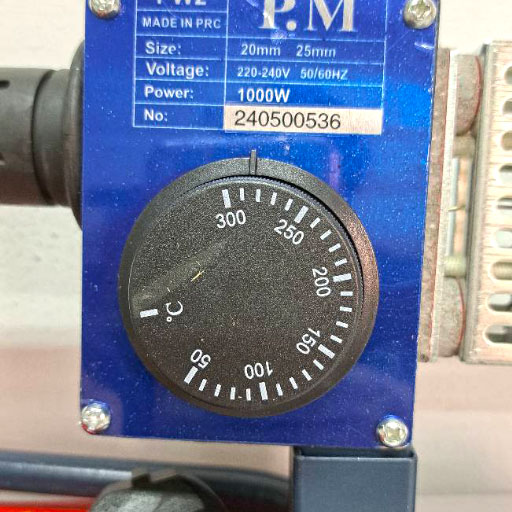 P.M
MADE IN PRC
Size: 20mm 25mm
Voltage: 220-240V 50/60HZ
Power: 1000W
No: 240500536
300
250
200
150
100
50
°C